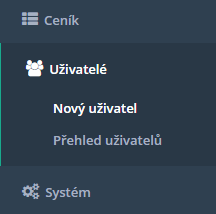 Ceník
Uživatelé
Nový uživatel
Přehled uživatelů
Systém